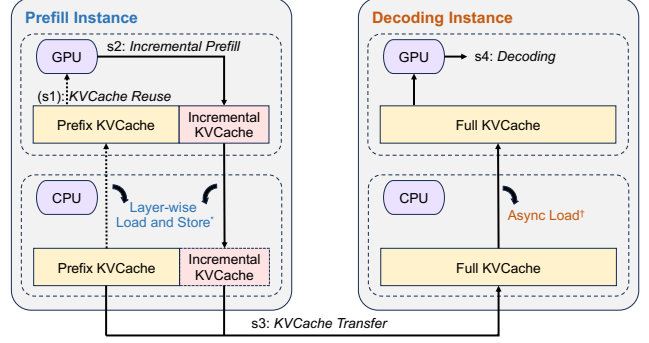 Prefill Instance
GPU
s2: Incremental Prefill
(s1): KVCache Reuse
Prefix KVCache
Incremental
KVCache
CPU
Layer-wise
Load and Store*
Prefix KVCache
Incremental
KVCache
s3: KVCache Transfer
Decoding Instance
GPU
s4: Decoding
Full KVCache
CPU
Async Load†
Full KVCache